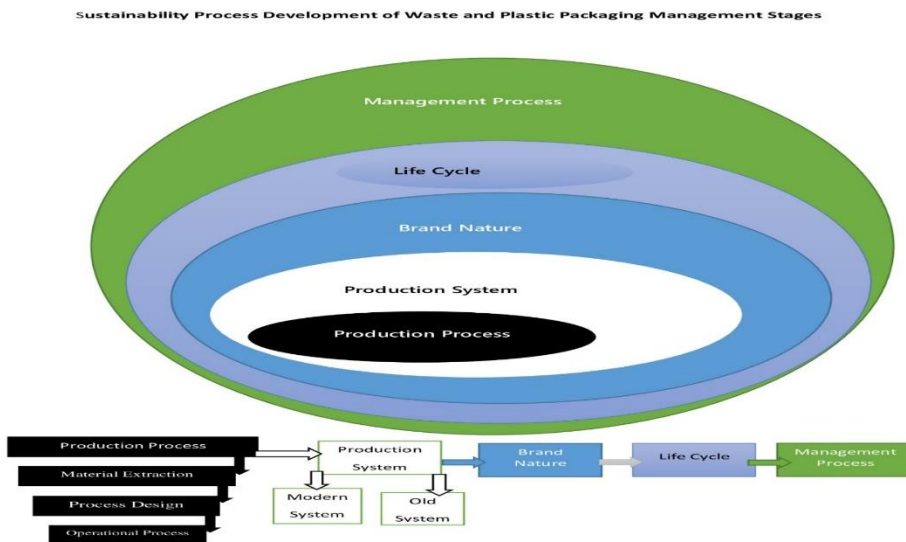 Sustainability Process Development of Waste and Plastic Packaging Management Stages
Management Process
Life Cycle
Brand Nature
Production System
Production Process
Production Process
Material Extraction
Process Design
Operational Process
Production
System
Modern
System
Old
System
Brand
Nature
Life Cycle
Management
Process